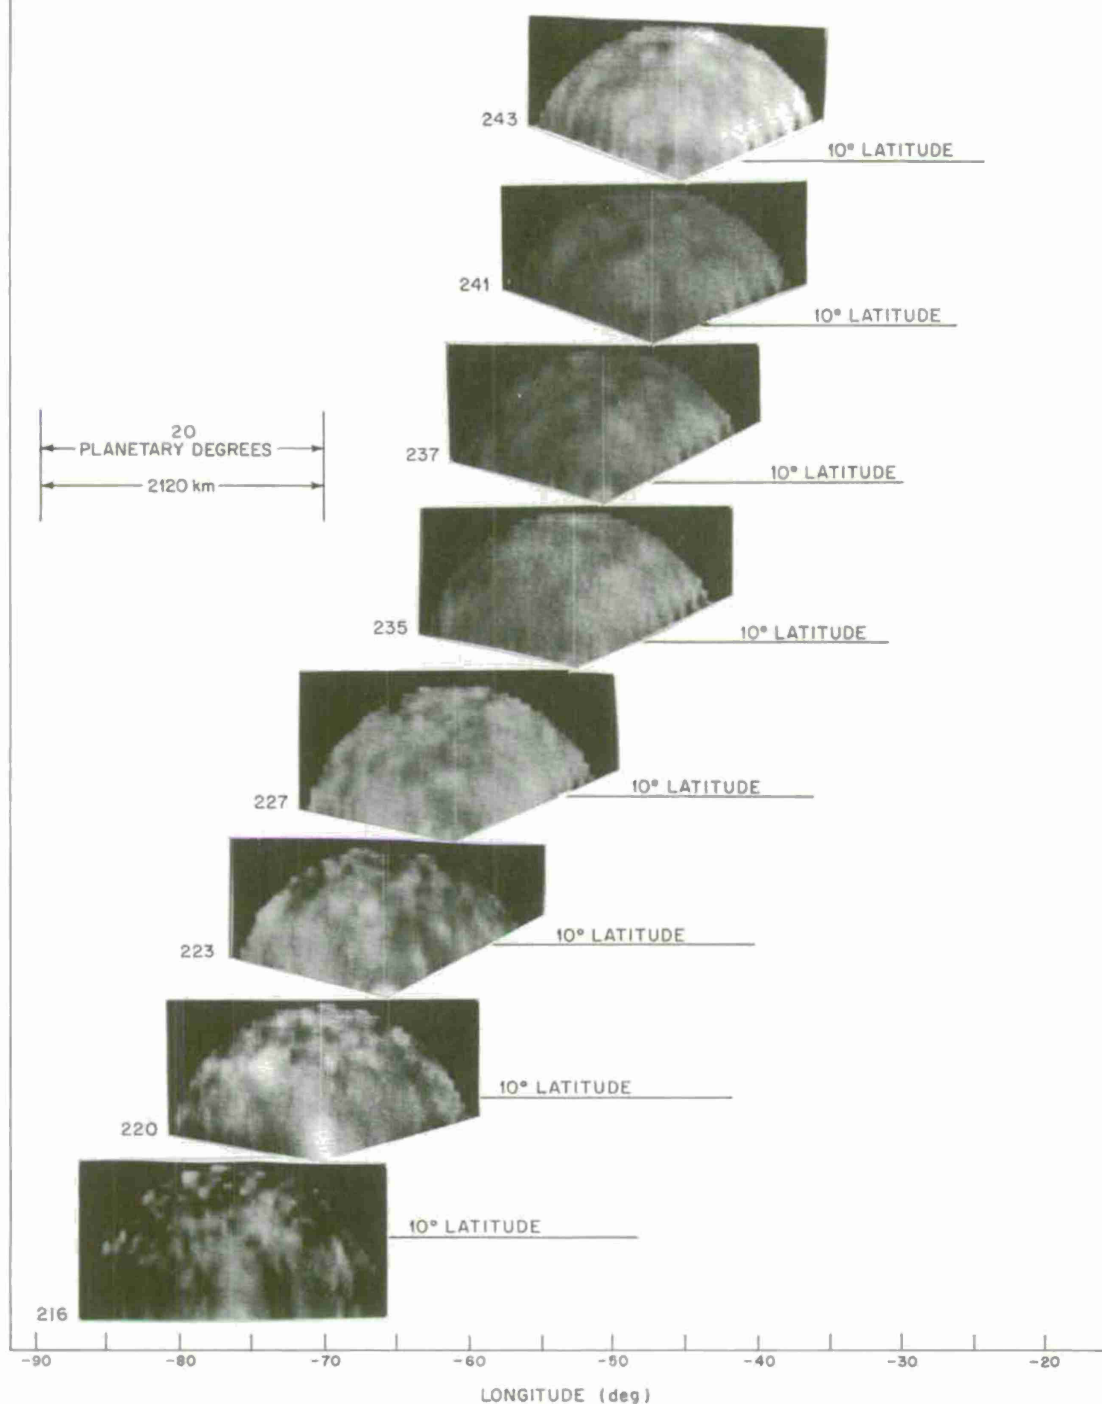 243
10° LATITUDE
241
10° LATITUDE
20
PLANETARY DEGREES
2120 km
237
10° LATITUDE
235
10° LATITUDE
227
10° LATITUDE
223
10° LATITUDE
220
10° LATITUDE
10° LATITUDE
216
-90 -80 -70 -60 -50 -40 -30 -20
LONGITUDE (deg)